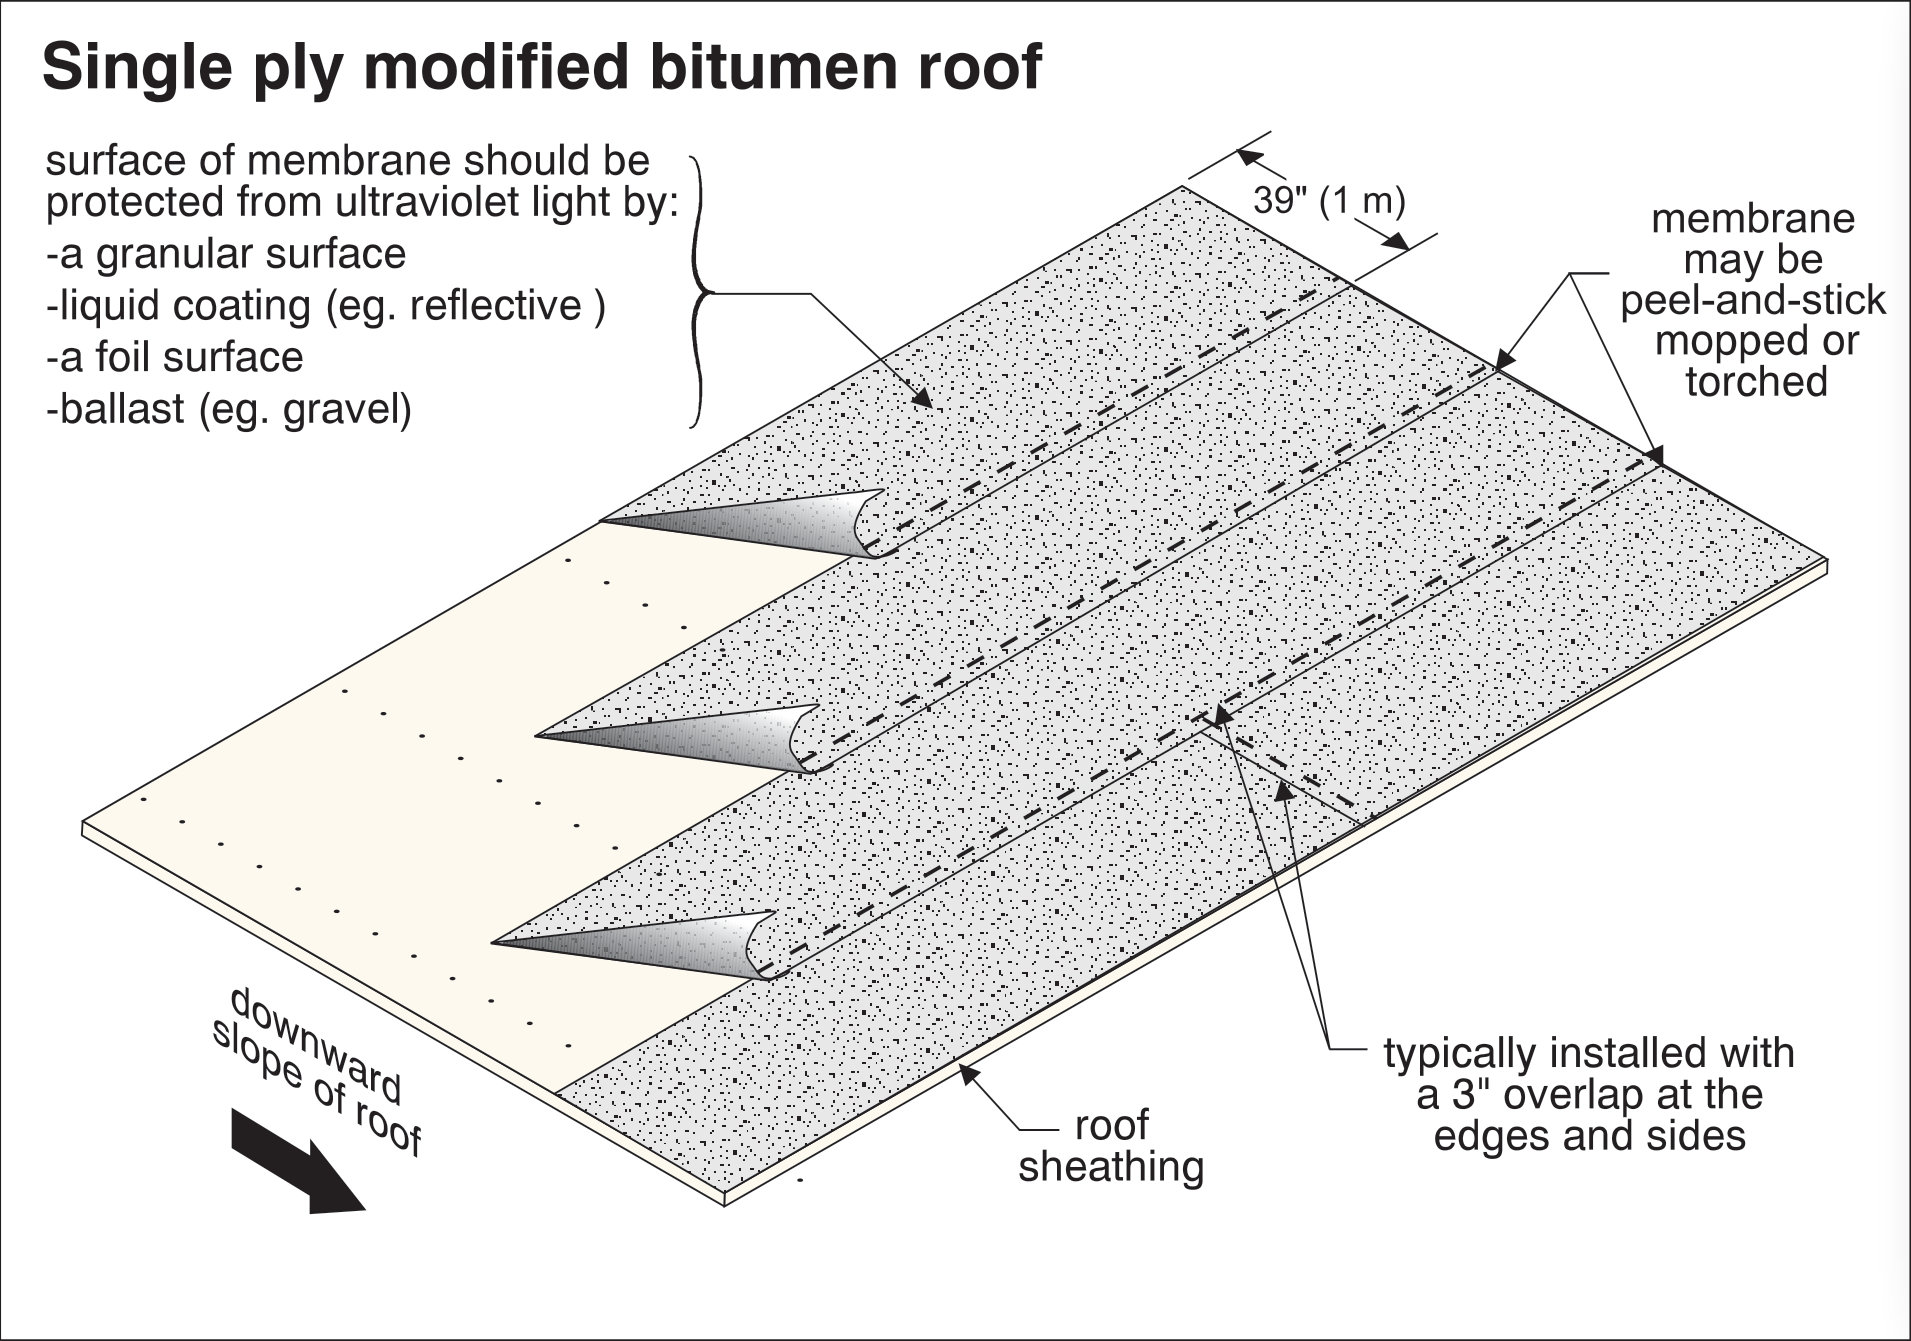 Single ply modified bitumen roof
surface of membrane should be
protected from ultraviolet light by:
-a granular surface
-liquid coating (eg. reflective )
-a foil surface
-ballast (eg. gravel)
39" (1 m)
membrane
may be
peel-and-stick
mopped or
torched
downward
slope of roof
roof
sheathing
typically installed with
a 3" overlap at the
edges and sides